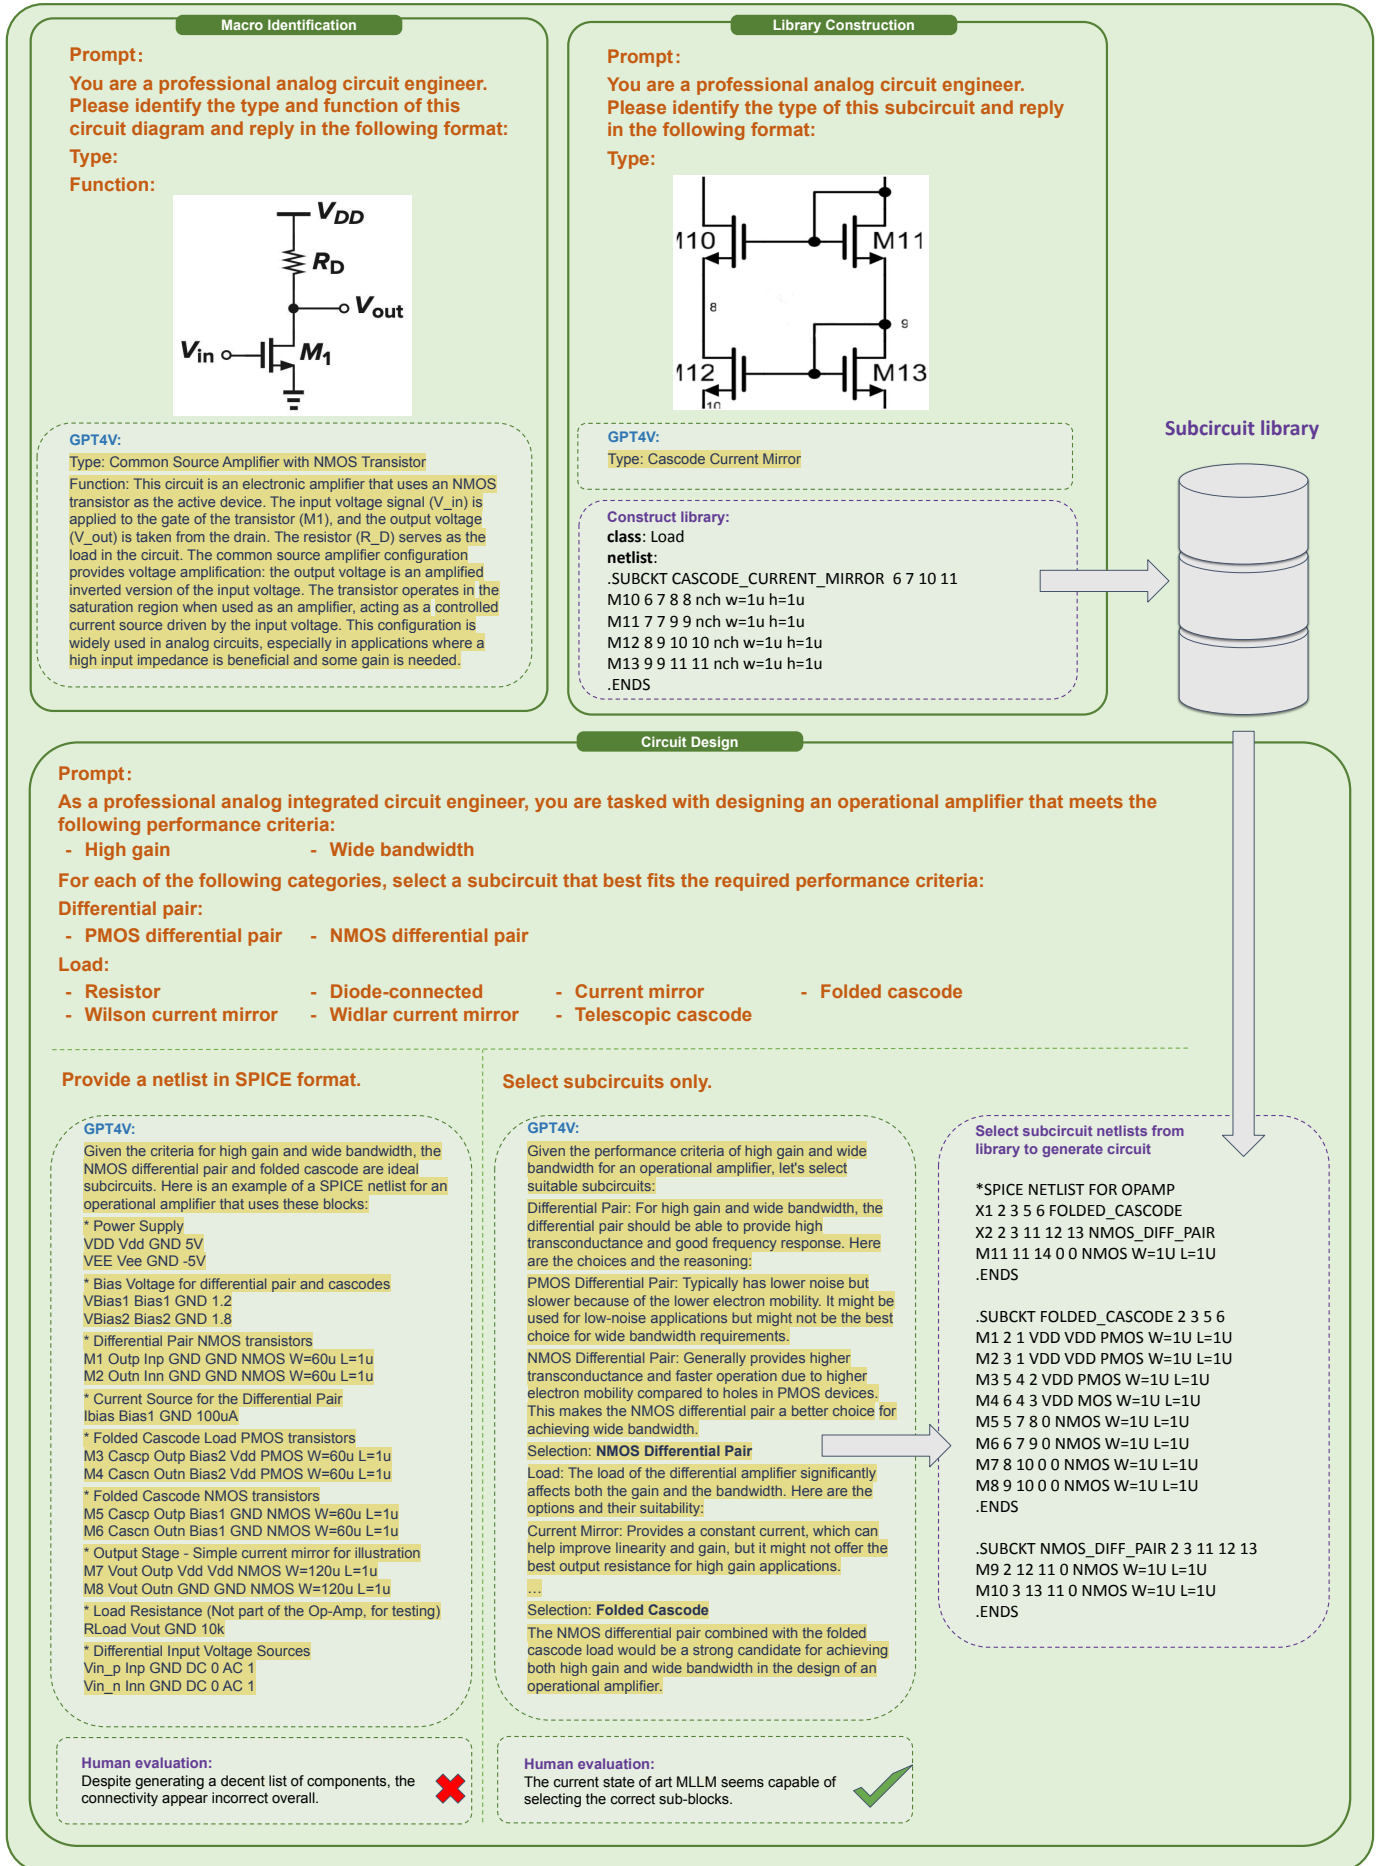 Macro Identification
Prompt:
You are a professional analog circuit engineer.
Please identify the type and function of this
circuit diagram and reply in the following format:
Type:
Function:
VDD
RD
Vout
Vin
M1
GPT4V:
Type: Common Source Amplifier with NMOS Transistor
Function: This circuit is an electronic amplifier that uses an NMOS
transistor as the active device. The input voltage signal (V_in) is
applied to the gate of the transistor (M1), and the output voltage
(V_out) is taken from the drain. The resistor (R_D) serves as the
load in the circuit. The common source amplifier configuration
provides voltage amplification: the output voltage is an amplified
inverted version of the input voltage. The transistor operates in the
saturation region when used as an amplifier, acting as a controlled
current source driven by the input voltage. This configuration is
widely used in analog circuits, especially in applications where a
high input impedance is beneficial and some gain is needed.
Library Construction
Prompt:
You are a professional analog circuit engineer.
Please identify the type of this subcircuit and reply
in the following format:
Type:
M10
M11
8
9
M12
M13
10
GPT4V:
Type: Cascode Current Mirror
Construct library:
class: Load
netlist:
.SUBCKT CASCODE_CURRENT_MIRROR 6 7 10 11
M10 6 7 8 8 nch w=1u h=1u
M11 7 7 9 9 nch w=1u h=1u
M12 8 9 10 10 nch w=1u h=1u
M13 9 9 11 11 nch w=1u h=1u
.ENDS
Subcircuit library
Circuit Design
Prompt:
As a professional analog integrated circuit engineer, you are tasked with designing an operational amplifier that meets the
following performance criteria:
- High gain - Wide bandwidth
For each of the following categories, select a subcircuit that best fits the required performance criteria:
Differential pair:
- PMOS differential pair - NMOS differential pair
Load:
- Resistor - Diode-connected - Current mirror - Folded cascode
- Wilson current mirror - Widlar current mirror - Telescopic cascode
Provide a netlist in SPICE format.
GPT4V:
Given the criteria for high gain and wide bandwidth, the
NMOS differential pair and folded cascode are ideal
subcircuits. Here is an example of a SPICE netlist for an
operational amplifier that uses these blocks:
* Power Supply
VDD Vdd GND 5V
VEE Vee GND -5V
* Bias Voltage for differential pair and cascodes
VBias1 Bias1 GND 1.2
VBias2 Bias2 GND 1.8
* Differential Pair NMOS transistors
M1 Outp Inp GND GND NMOS W=60u L=1u
M2 Outn Inn GND GND NMOS W=60u L=1u
* Current Source for the Differential Pair
Ibias Bias1 GND 100uA
* Folded Cascode Load PMOS transistors
M3 Cascp Outp Bias2 Vdd PMOS W=60u L=1u
M4 Cascn Outn Bias2 Vdd PMOS W=60u L=1u
* Folded Cascode NMOS transistors
M5 Cascp Outp Bias1 GND NMOS W=60u L=1u
M6 Cascn Outn Bias1 GND NMOS W=60u L=1u
* Output Stage - Simple current mirror for illustration
M7 Vout Outp Vdd Vdd NMOS W=120u L=1u
M8 Vout Outn GND GND NMOS W=120u L=1u
* Load Resistance (Not part of the Op-Amp, for testing)
RLoad Vout GND 10k
* Differential Input Voltage Sources
Vin_p Inp GND DC 0 AC 1
Vin_n Inn GND DC 0 AC 1
Human evaluation:
Despite generating a decent list of components, the
connectivity appear incorrect overall.
Select subcircuits only.
GPT4V:
Given the performance criteria of high gain and wide
bandwidth for an operational amplifier, let's select
suitable subcircuits:
Differential Pair: For high gain and wide bandwidth, the
differential pair should be able to provide high
transconductance and good frequency response. Here
are the choices and the reasoning:
PMOS Differential Pair: Typically has lower noise but
slower because of the lower electron mobility. It might be
used for low-noise applications but might not be the best
choice for wide bandwidth requirements.
NMOS Differential Pair: Generally provides higher
transconductance and faster operation due to higher
electron mobility compared to holes in PMOS devices.
This makes the NMOS differential pair a better choice for
achieving wide bandwidth.
Selection: NMOS Differential Pair
Load: The load of the differential amplifier significantly
affects both the gain and the bandwidth. Here are the
options and their suitability:
Current Mirror: Provides a constant current, which can
help improve linearity and gain, but it might not offer the
best output resistance for high gain applications.
...
Selection: Folded Cascode
The NMOS differential pair combined with the folded
cascode load would be a strong candidate for achieving
both high gain and wide bandwidth in the design of an
operational amplifier.
Human evaluation:
The current state of art MLLM seems capable of
selecting the correct sub-blocks.
Select subcircuit netlists from
library to generate circuit
*SPICE NETLIST FOR OPAMP
X1 2 3 5 6 FOLDED_CASCODE
X2 2 3 11 12 13 NMOS_DIFF_PAIR
M11 11 14 0 0 NMOS W=1U L=1U
.ENDS
.SUBCKT FOLDED_CASCODE 2 3 5 6
M1 2 1 VDD VDD PMOS W=1U L=1U
M2 3 1 VDD VDD PMOS W=1U L=1U
M3 5 4 2 VDD PMOS W=1U L=1U
M4 6 4 3 VDD MOS W=1U L=1U
M5 5 7 8 0 NMOS W=1U L=1U
M6 6 7 9 0 NMOS W=1U L=1U
M7 8 10 0 0 NMOS W=1U L=1U
M8 9 10 0 0 NMOS W=1U L=1U
.ENDS
.SUBCKT NMOS_DIFF_PAIR 2 3 11 12 13
M9 2 12 11 0 NMOS W=1U L=1U
M10 3 13 11 0 NMOS W=1U L=1U
.ENDS